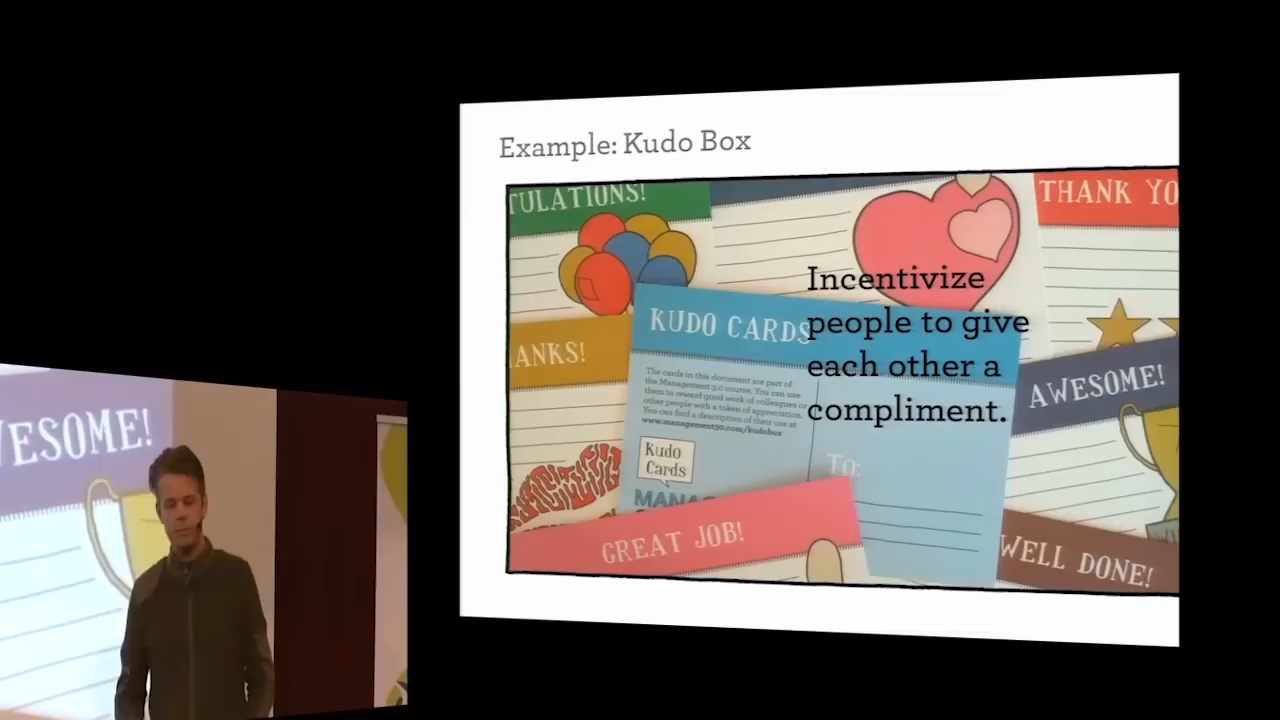 Example: Kudo Box
TULATIONS!
THANK YO
Incentivize
people to give
each other a
compliment.
KUDO CARDS
ANKS!
The cards in this document are part of
the Management 3.0 course. You can use
them to reward good work of colleagues or
other people with a token of appreciation.
You can find a description of their use at
www.management30.com/kudobox
AWESOME!
Kudo
Cards
To:
MANAG
GREAT JOB!
WELL DONE!
WESOME!